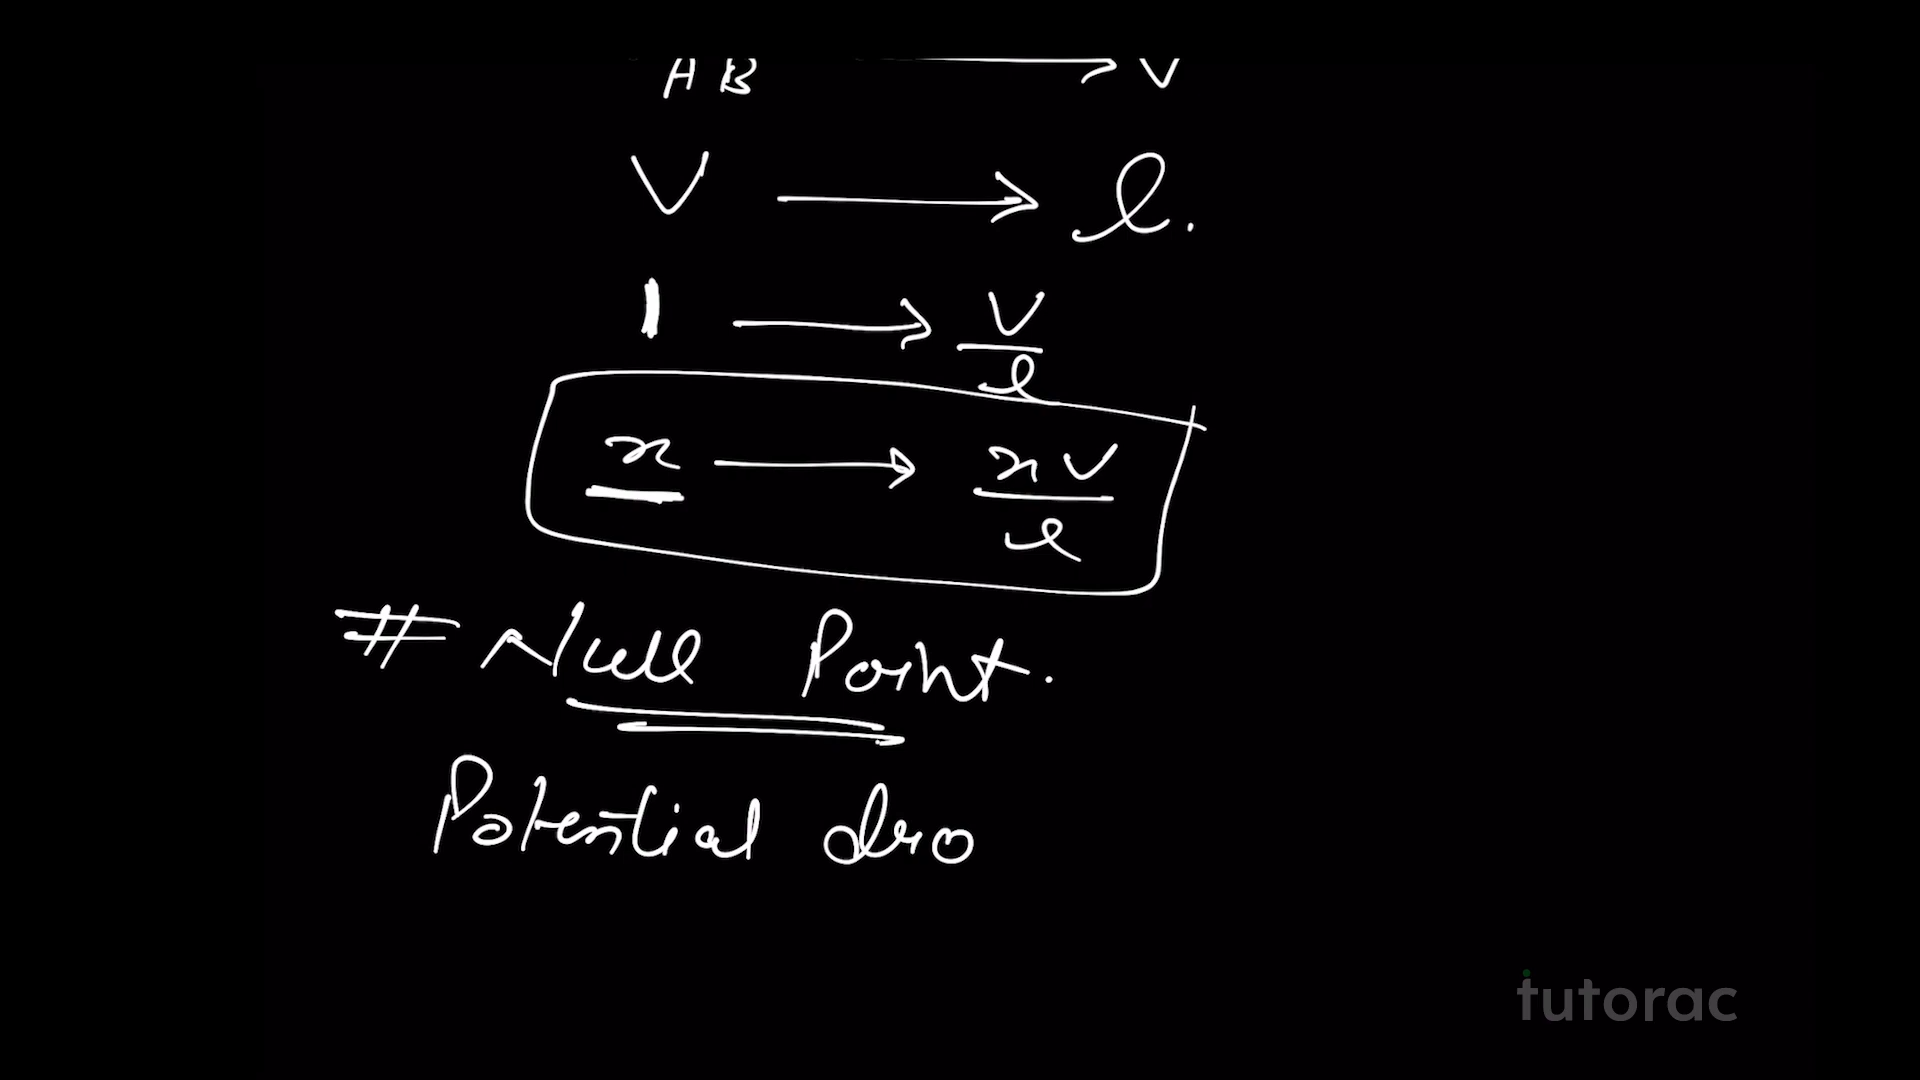 AB → V
V → l.
1 → V/l
x → xV/l
# Null Point.
Potential dro
tutorac